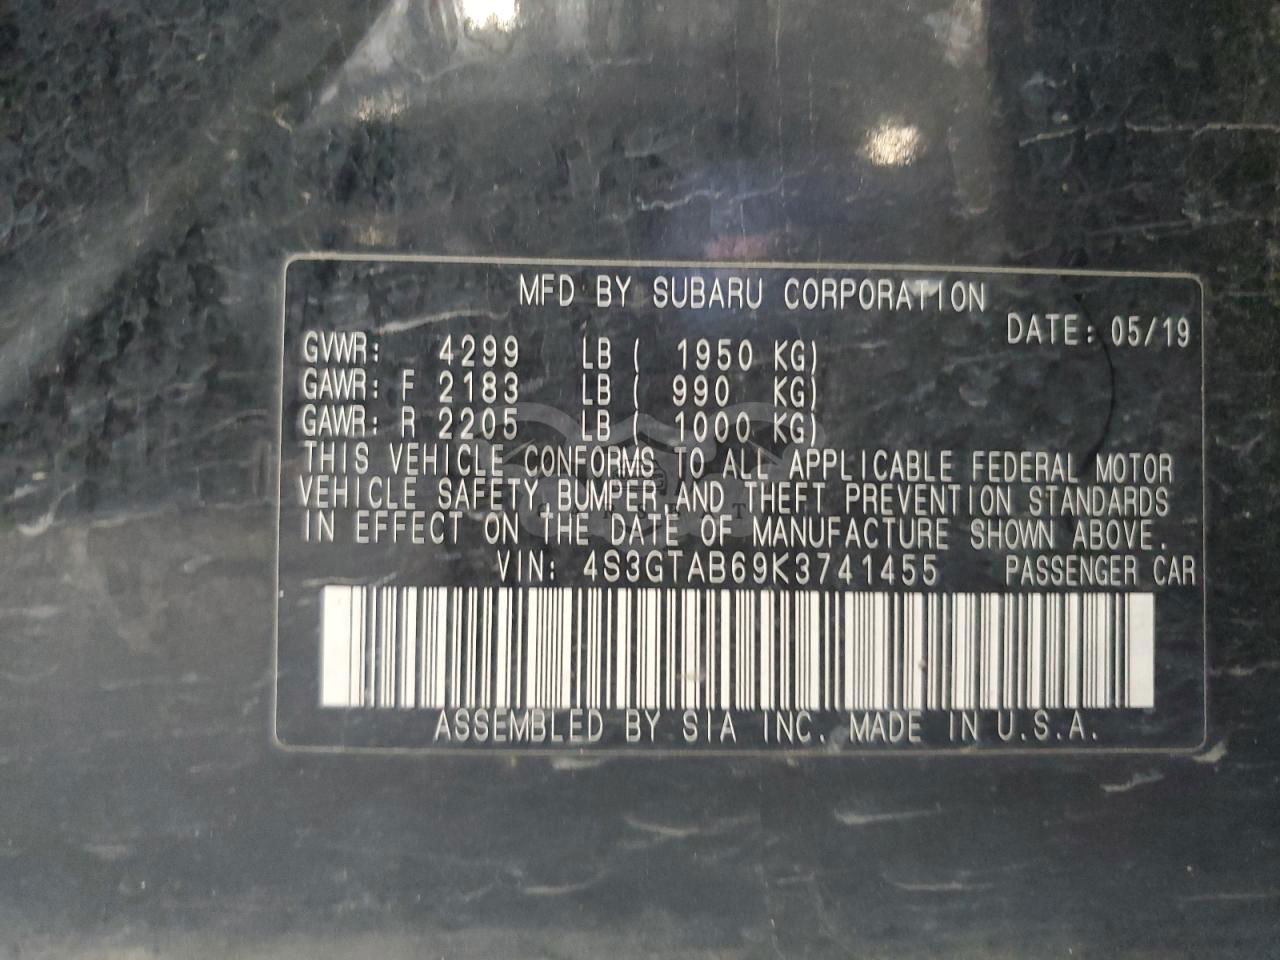 MFD BY SUBARU CORPORATION
DATE: 05/19
GVWR: 4299 LB ( 1950 KG)
GAWR: F 2183 LB ( 990 KG)
GAWR: R 2205 LB ( 1000 KG)
THIS VEHICLE CONFORMS TO ALL APPLICABLE FEDERAL MOTOR
VEHICLE SAFETY,BUMPER,AND THEFT PREVENTION STANDARDS
IN EFFECT ON THE DATE OF MANUFACTURE SHOWN ABOVE.
VIN: 4S3GTAB69K3741455 PASSENGER CAR
ASSEMBLED BY SIA INC. MADE IN U.S.A.